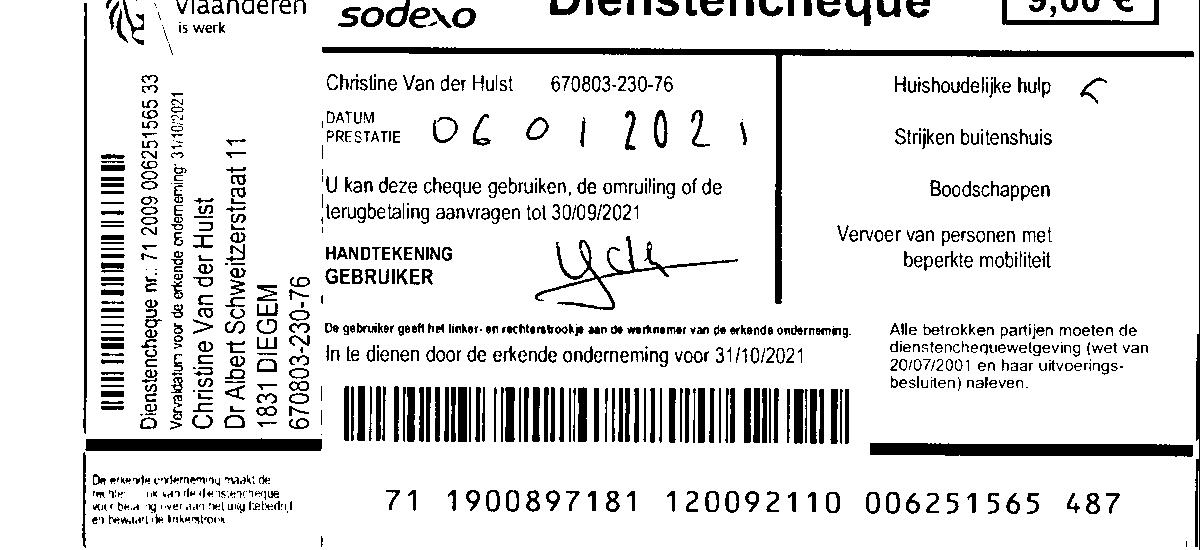 Vlaanderen
is werk
sodexo
Dienstencheque
9,00 €
Dienstencheque nr.: 71 2009 006251565 33
Vervaldatum voor de erkende onderneming: 31/10/2021
Christine Van der Hulst
Dr Albert Schweitzerstraat 11
1831 DIEGEM
670803-230-76
Christine Van der Hulst 670803-230-76
DATUM
PRESTATIE 06 01 2021
U kan deze cheque gebruiken, de omruiling of de
terugbetaling aanvragen tot 30/09/2021
HANDTEKENING
GEBRUIKER
De gebruiker geeft het linker- en rechterstrookje aan de werknemer van de erkende onderneming.
In te dienen door de erkende onderneming voor 31/10/2021
Huishoudelijke hulp
Strijken buitenshuis
Boodschappen
Vervoer van personen met
beperkte mobiliteit
Alle betrokken partijen moeten de
dienstenchequewetgeving (wet van
20/07/2001 en haar uitvoerings-
besluiten) naleven.
De erkende onderneming maakt de
van de dienstencheque
voor betaling over aan het uitgiftebedrijf
en bewaart de linkerstrook
71 1900897181 120092110 006251565 487